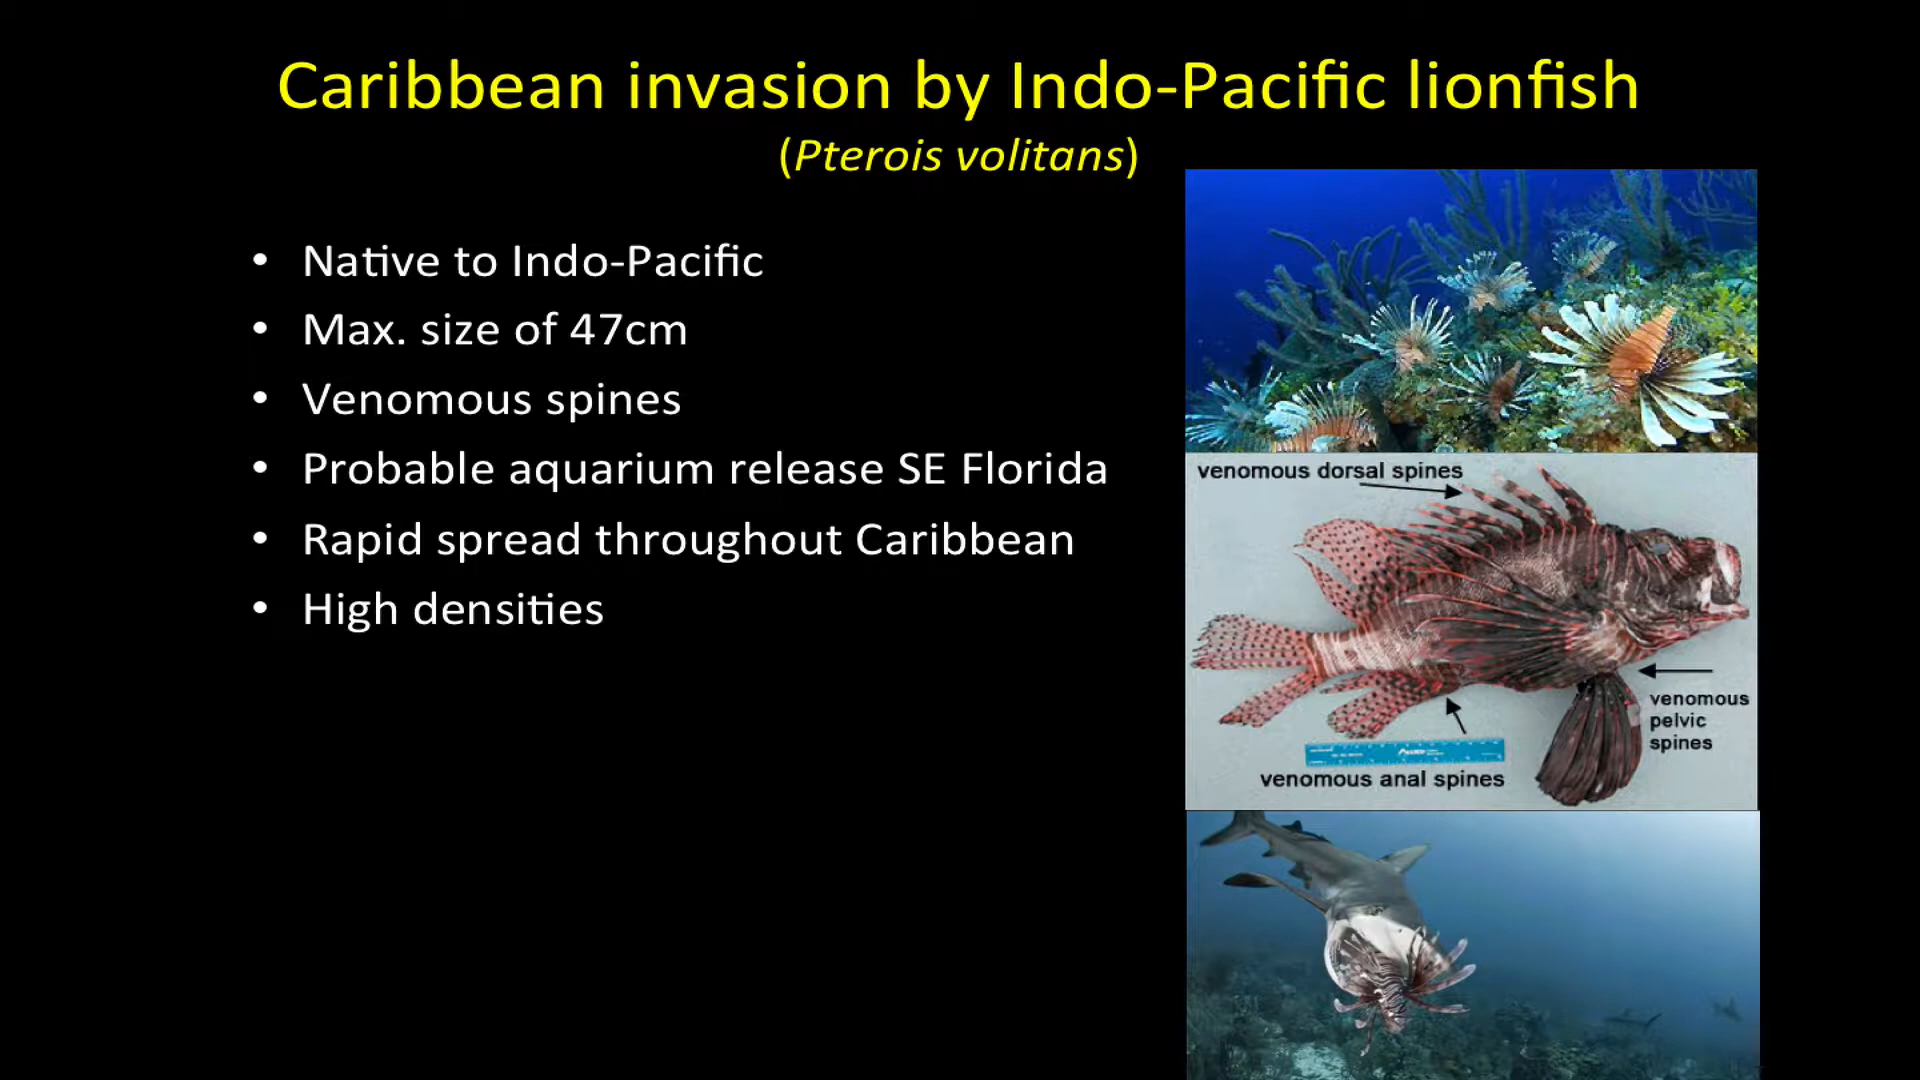 Caribbean invasion by Indo-Pacific lionfish
(Pterois volitans)
• Native to Indo-Pacific
• Max. size of 47cm
• Venomous spines
• Probable aquarium release SE Florida
• Rapid spread throughout Caribbean
• High densities
venomous dorsal spines
venomous
pelvic
spines
venomous anal spines